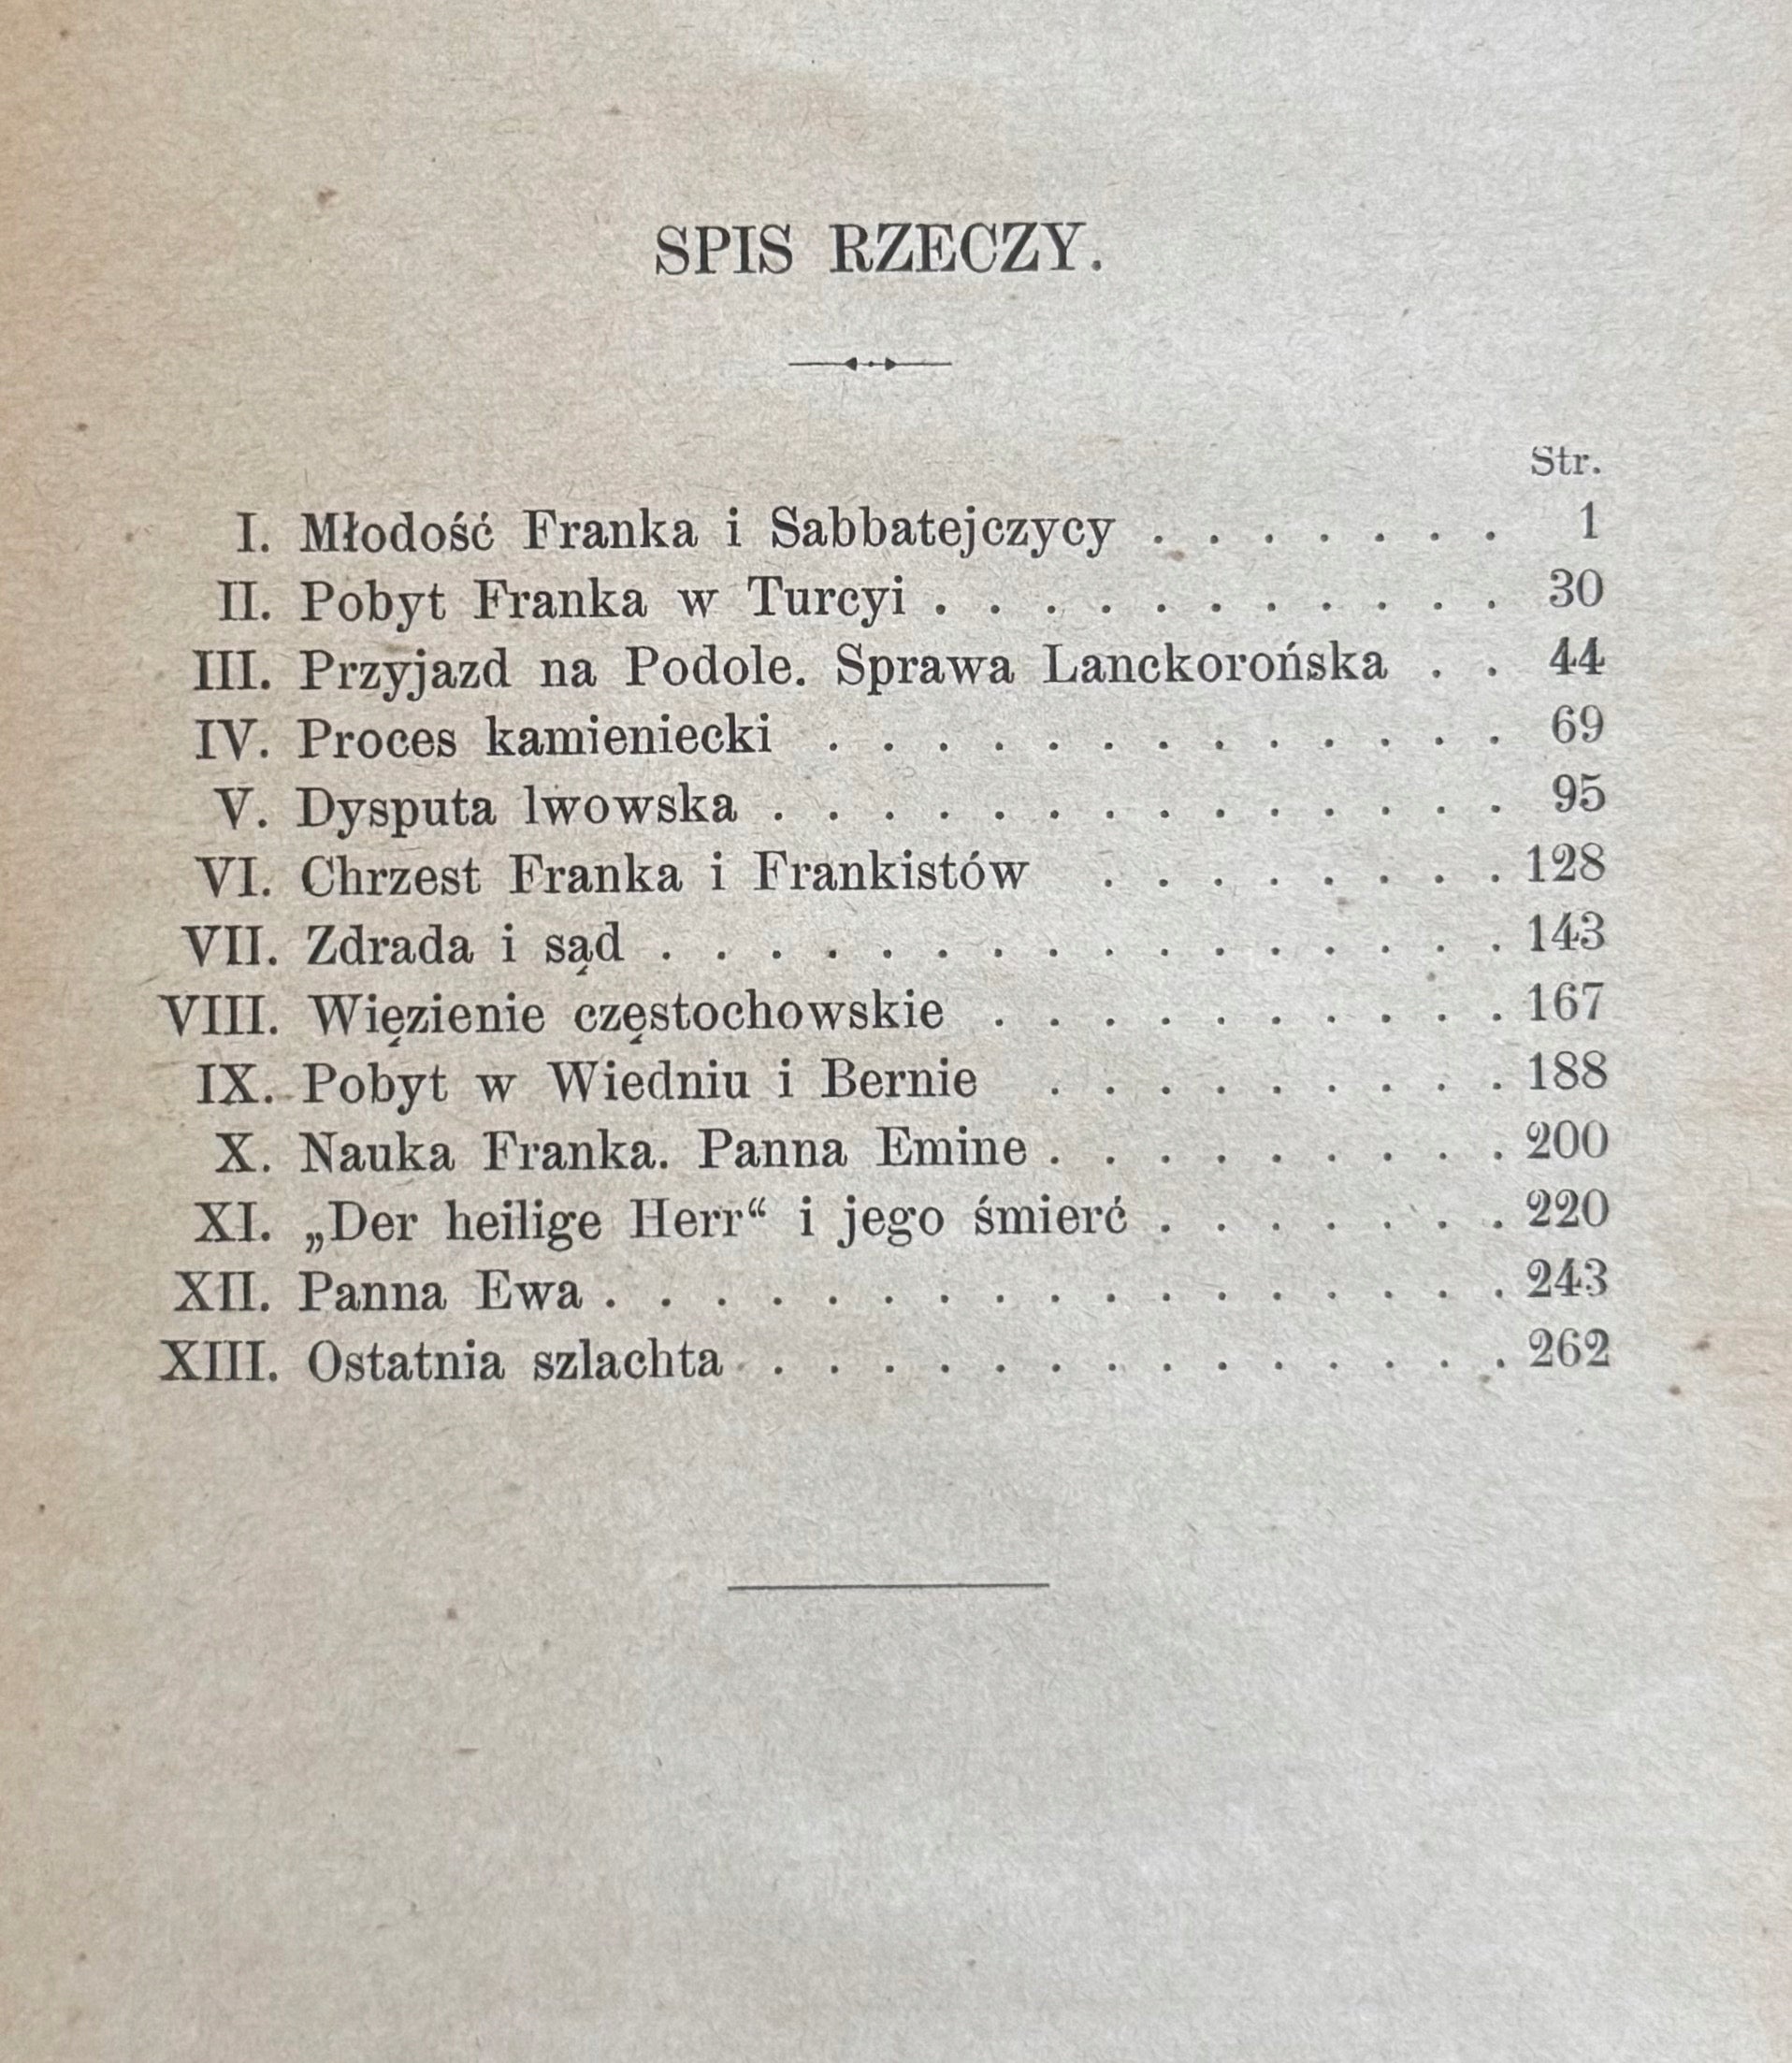 SPIS RZECZY.
Str.
I. Młodość Franka i Sabbatejczycy . . . . . . . 1
II. Pobyt Franka w Turcyi . . . . . . . . . . . 30
III. Przyjazd na Podole. Sprawa Lanckorońska . . 44
IV. Proces kamieniecki . . . . . . . . . . . . . 69
V. Dysputa lwowska . . . . . . . . . . . . . . 95
VI. Chrzest Franka i Frankistów . . . . . . . . 128
VII. Zdrada i sąd . . . . . . . . . . . . . . . . 143
VIII. Więzienie częstochowskie . . . . . . . . . . 167
IX. Pobyt w Wiedniu i Bernie . . . . . . . . . 188
X. Nauka Franka. Panna Emine . . . . . . . . . 200
XI. „Der heilige Herr“ i jego śmierć . . . . . . . 220
XII. Panna Ewa . . . . . . . . . . . . . . . . . 243
XIII. Ostatnia szlachta . . . . . . . . . . . . . . . 262